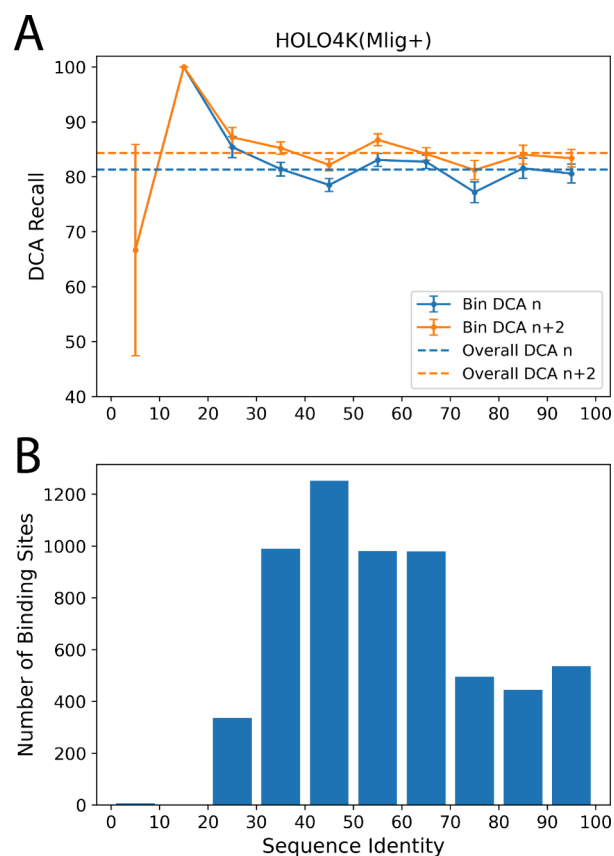 A
HOLO4K(Mlig+)
100
90
80
70
60
50
40
DCA Recall
Bin DCA n
Bin DCA n+2
Overall DCA n
Overall DCA n+2
0 10 20 30 40 50 60 70 80 90 100
B
1200
1000
800
600
400
200
0
Number of Binding Sites
0 10 20 30 40 50 60 70 80 90 100
Sequence Identity